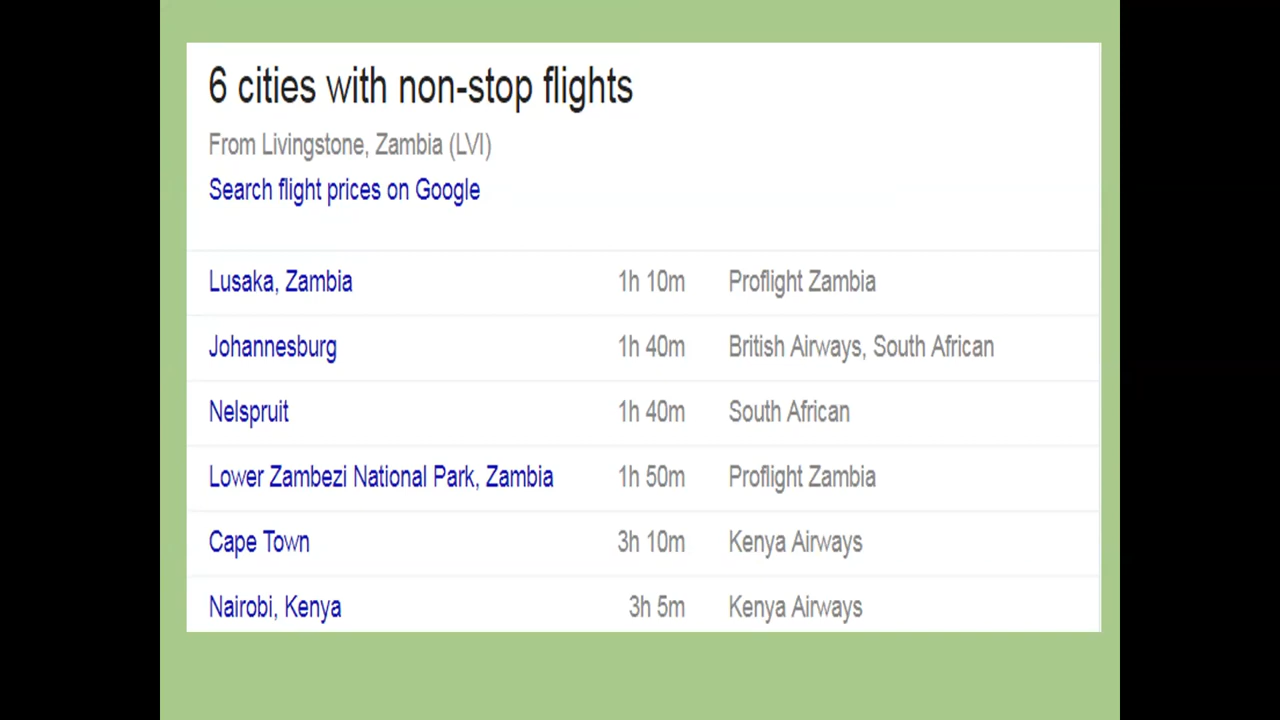 6 cities with non-stop flights
From Livingstone, Zambia (LVI)
Search flight prices on Google
Lusaka, Zambia 1h 10m Proflight Zambia
Johannesburg 1h 40m British Airways, South African
Nelspruit 1h 40m South African
Lower Zambezi National Park, Zambia 1h 50m Proflight Zambia
Cape Town 3h 10m Kenya Airways
Nairobi, Kenya 3h 5m Kenya Airways